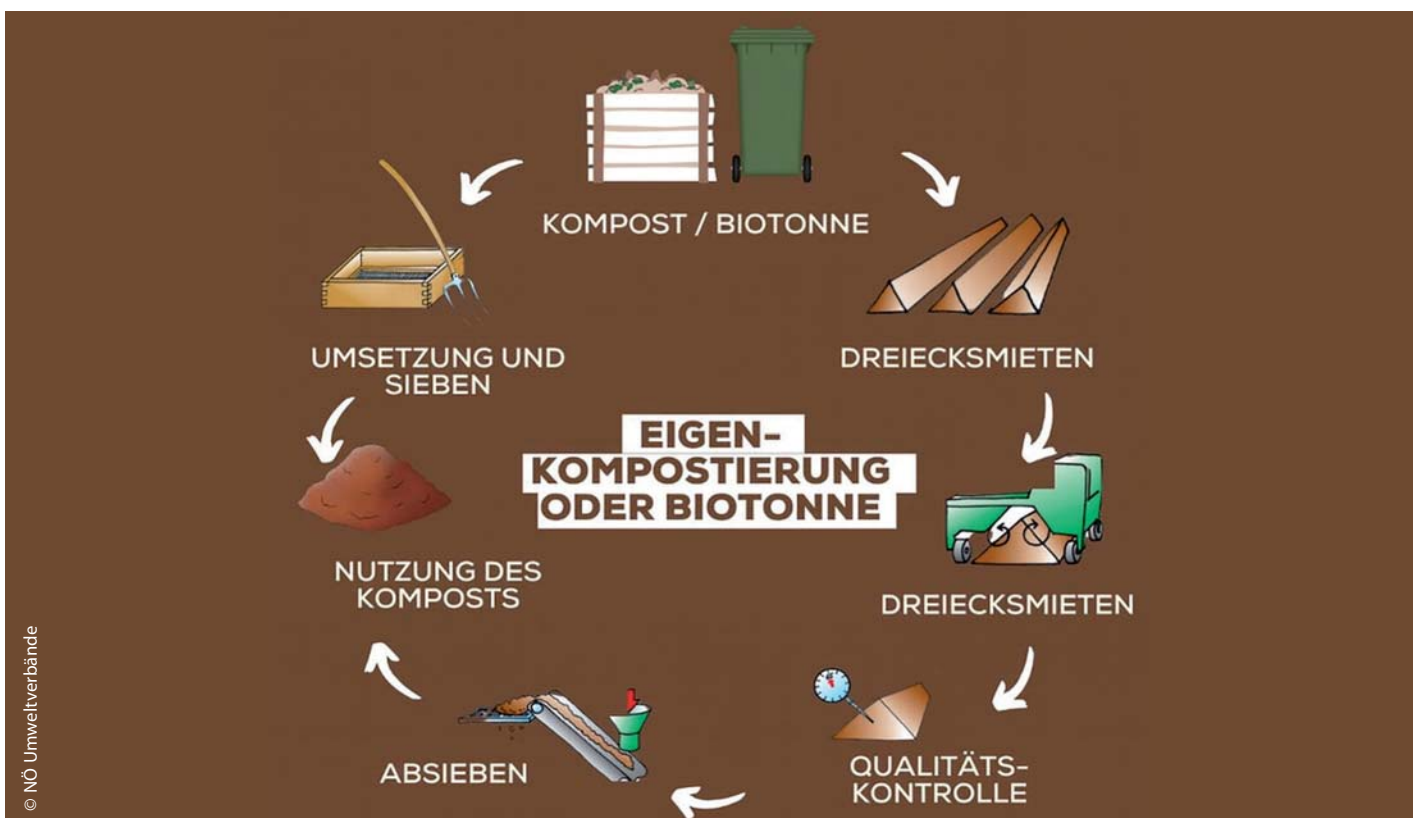 KOMPOST / BIOTONNE
UMSETZUNG UND
SIEBEN
DREIECKSMIETEN
EIGEN-
KOMPOSTIERUNG
ODER BIOTONNE
NUTZUNG DES
KOMPOSTS
DREIECKSMIETEN
ABSIEBEN
QUALITÄTS-
KONTROLLE
© NÖ Umweltverbände